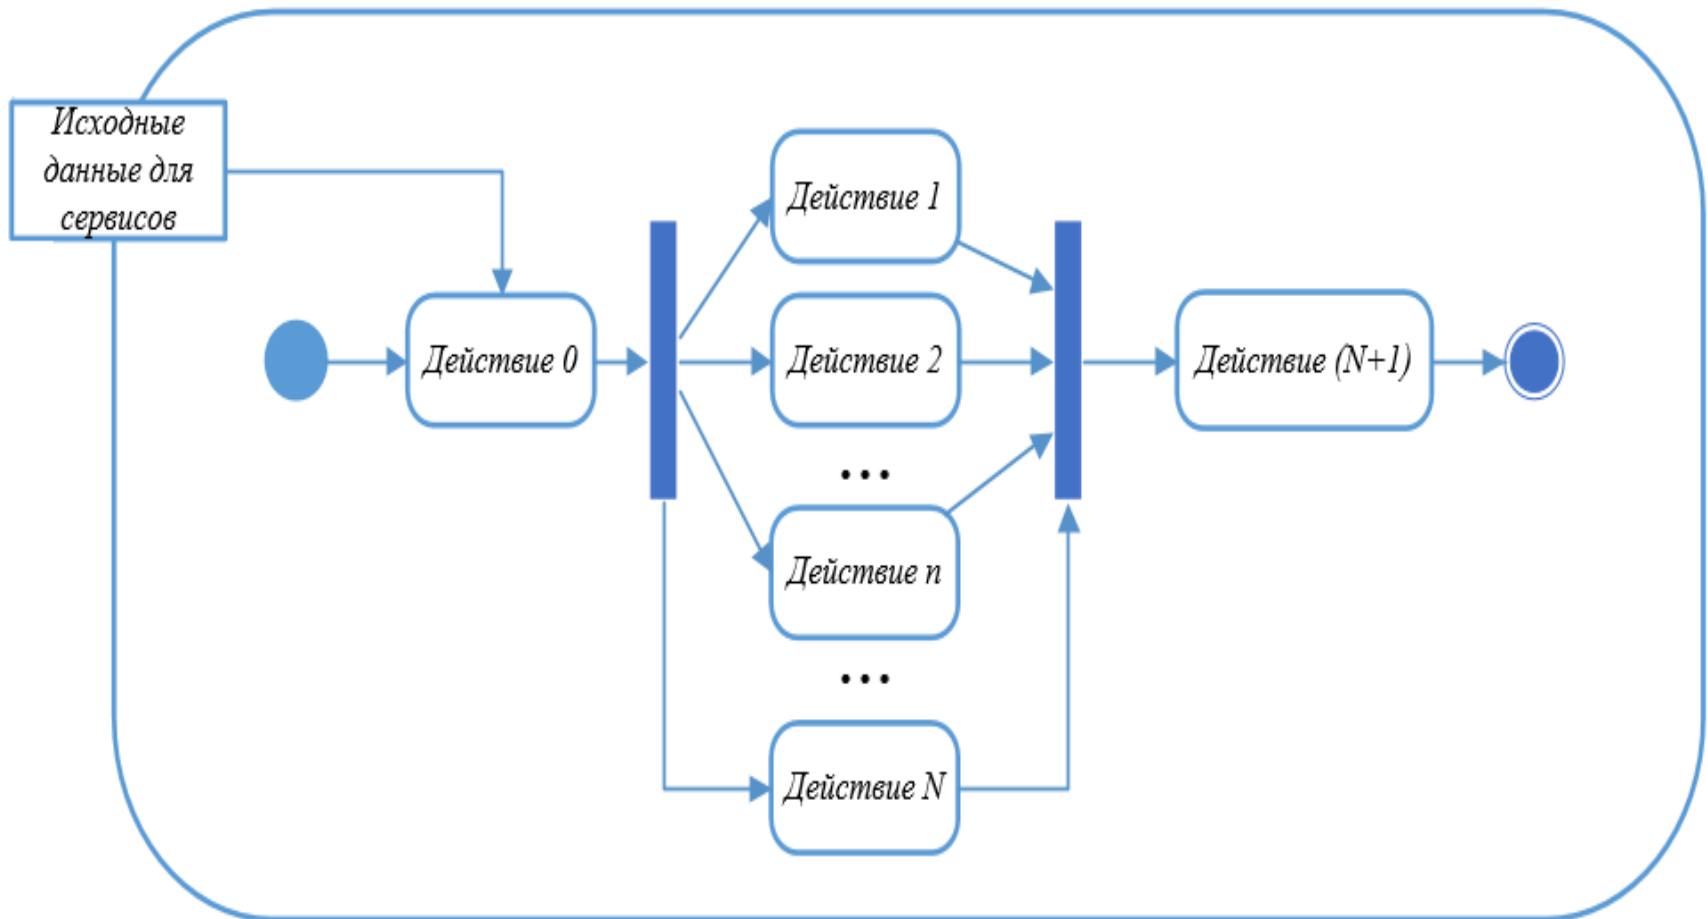 Исходные
данные для
сервисов
Действие 1
Действие 0
Действие 2
Действие (N+1)
...
Действие n
...
Действие N